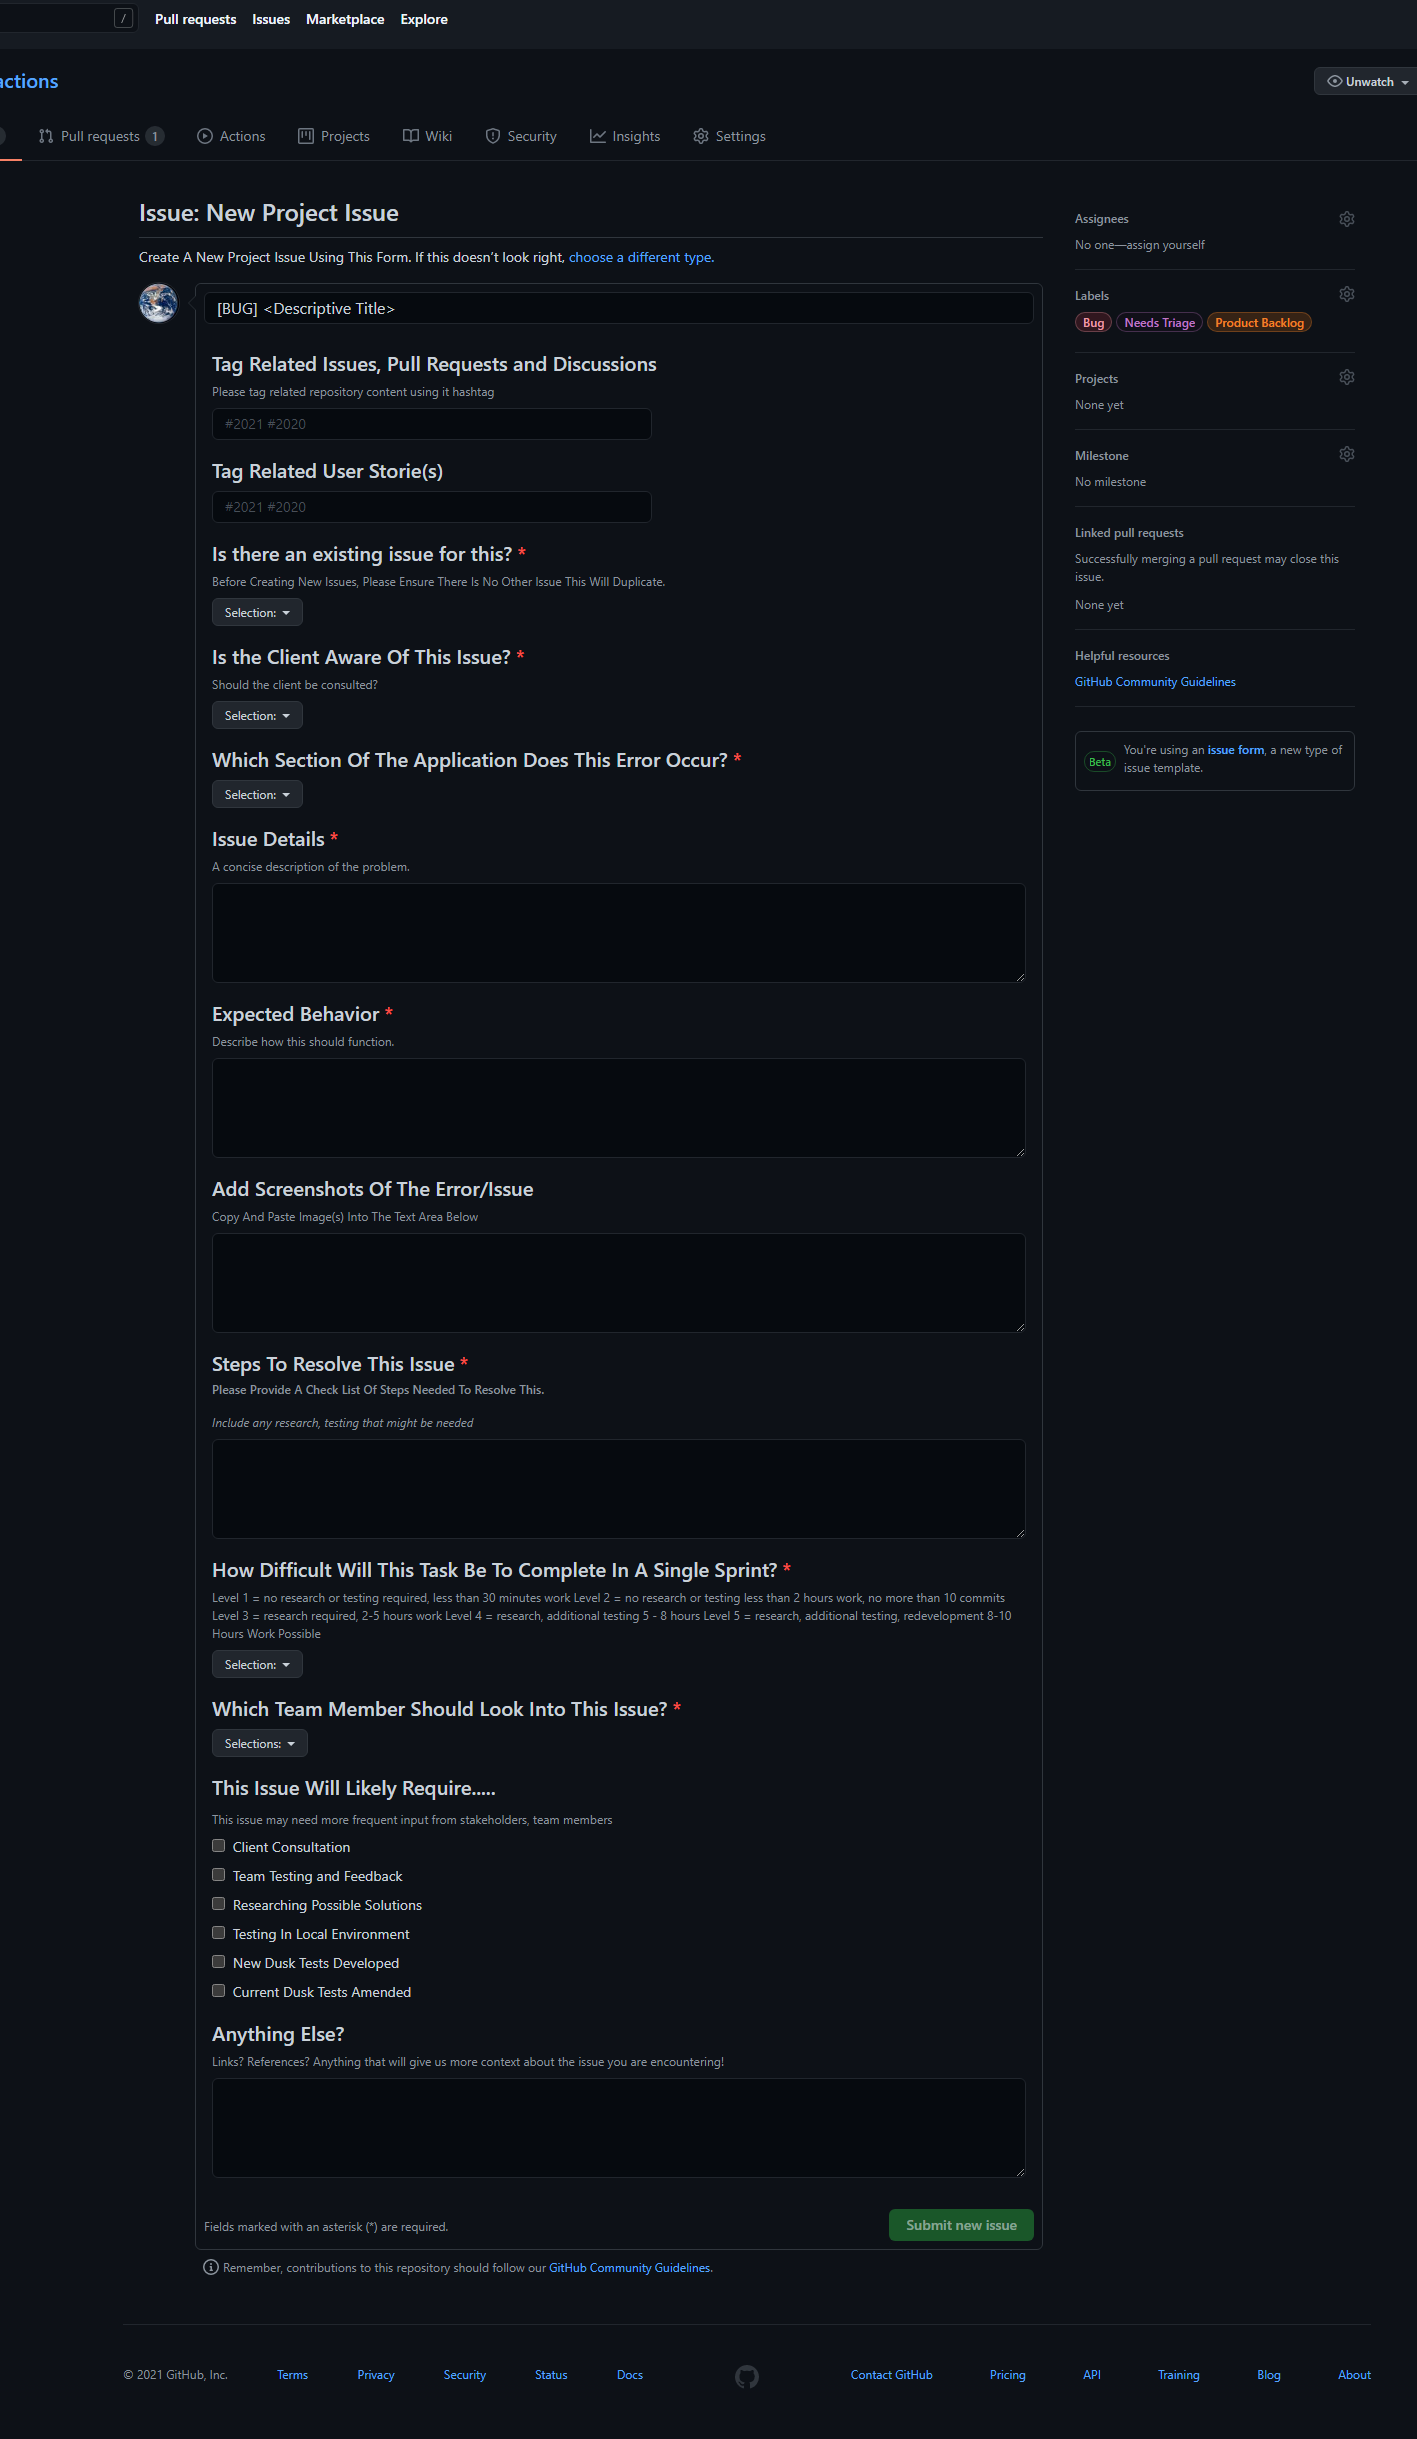 /
Pull requests Issues Marketplace Explore
actions
Unwatch
Pull requests 1 Actions Projects Wiki Security Insights Settings
Issue: New Project Issue
Create A New Project Issue Using This Form. If this doesn't look right, choose a different type.
[BUG] <Descriptive Title>
Tag Related Issues, Pull Requests and Discussions
Please tag related repository content using it hashtag
#2021 #2020
Tag Related User Storie(s)
#2021 #2020
Is there an existing issue for this? *
Before Creating New Issues, Please Ensure There Is No Other Issue This Will Duplicate.
Selection:
Is the Client Aware Of This Issue? *
Should the client be consulted?
Selection:
Which Section Of The Application Does This Error Occur? *
Selection:
Issue Details *
A concise description of the problem.
Expected Behavior *
Describe how this should function.
Add Screenshots Of The Error/Issue
Copy And Paste Image(s) Into The Text Area Below
Steps To Resolve This Issue *
Please Provide A Check List Of Steps Needed To Resolve This.
Include any research, testing that might be needed
How Difficult Will This Task Be To Complete In A Single Sprint? *
Level 1 = no research or testing required, less than 30 minutes work Level 2 = no research or testing less than 2 hours work, no more than 10 commits
Level 3 = research required, 2-5 hours work Level 4 = research, additional testing 5 - 8 hours Level 5 = research, additional testing, redevelopment 8-10
Hours Work Possible
Selection:
Which Team Member Should Look Into This Issue? *
Selections:
This Issue Will Likely Require.....
This issue may need more frequent input from stakeholders, team members
Client Consultation
Team Testing and Feedback
Researching Possible Solutions
Testing In Local Environment
New Dusk Tests Developed
Current Dusk Tests Amended
Anything Else?
Links? References? Anything that will give us more context about the issue you are encountering!
Fields marked with an asterisk (*) are required.
Submit new issue
Remember, contributions to this repository should follow our GitHub Community Guidelines.
Assignees
No one—assign yourself
Labels
Bug Needs Triage Product Backlog
Projects
None yet
Milestone
No milestone
Linked pull requests
Successfully merging a pull request may close this
issue.
None yet
Helpful resources
GitHub Community Guidelines
Beta
You're using an issue form, a new type of
issue template.
© 2021 GitHub, Inc. Terms Privacy Security Status Docs Contact GitHub Pricing API Training Blog About